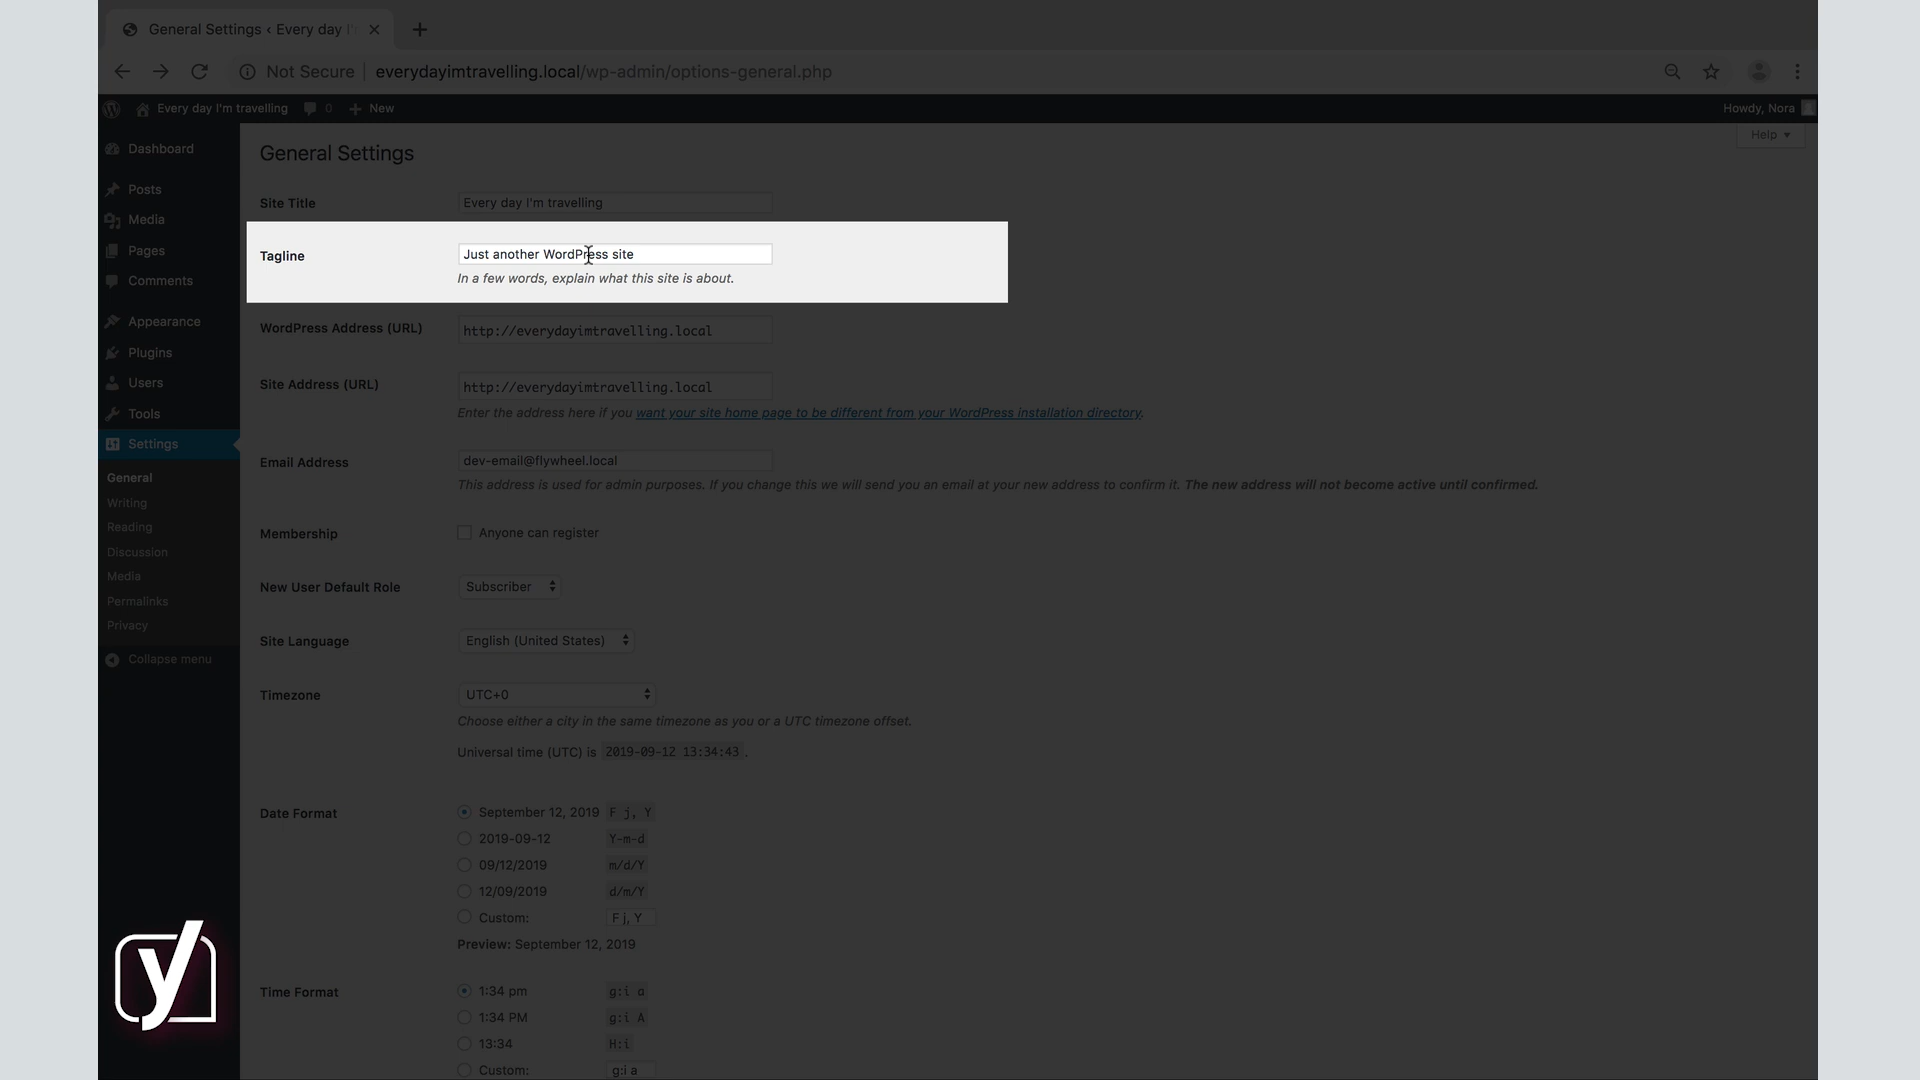 General Settings ‹ Every day I'
Not Secure | everydayimtravelling.local/wp-admin/options-general.php
Every day I'm travelling 0 + New Howdy, Nora
Help ▼
Dashboard
Posts
Media
Pages
Comments
Appearance
Plugins
Users
Tools
Settings
General
Writing
Reading
Discussion
Media
Permalinks
Privacy
Collapse menu
General Settings
Site Title Every day I'm travelling
Tagline Just another WordPress site
In a few words, explain what this site is about.
WordPress Address (URL) http://everydayimtravelling.local
Site Address (URL) http://everydayimtravelling.local
Enter the address here if you want your site home page to be different from your WordPress installation directory.
Email Address dev-email@flywheel.local
This address is used for admin purposes. If you change this we will send you an email at your new address to confirm it. The new address will not become active until confirmed.
Membership Anyone can register
New User Default Role Subscriber
Site Language English (United States)
Timezone UTC+0
Choose either a city in the same timezone as you or a UTC timezone offset.
Universal time (UTC) is 2019-09-12 13:34:43 .
Date Format September 12, 2019 F j, Y
2019-09-12 Y-m-d
09/12/2019 m/d/Y
12/09/2019 d/m/Y
Custom: F j, Y
Preview: September 12, 2019
Time Format 1:34 pm g:i a
1:34 PM g:i A
13:34 H:i
Custom: g:i a
y